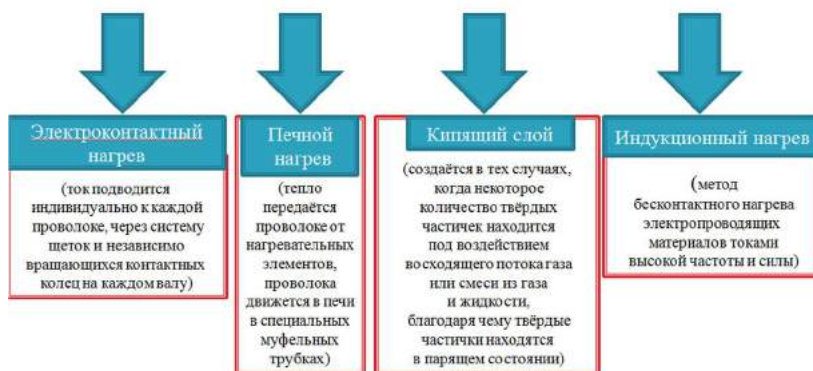 Электроконтактный
нагрев
(ток подводится
индивидуально к каждой
проволоке, через систему
щеток и независимо
вращающихся контактных
колец на каждом валу)
Печной
нагрев
(тепло
передаётся
проволоке от
нагревательных
элементов,
проволока
движется в печи
в специальных
муфельных
трубках)
Кипящий слой
(создаётся в тех случаях,
когда некоторое
количество твёрдых
частичек находится
под воздействием
восходящего потока газа
или смеси из газа
и жидкости,
благодаря чему твёрдые
частички находятся
в парящем состоянии)
Индукционный нагрев
(метод
бесконтактного нагрева
электропроводящих
материалов токами
высокой частоты и силы)